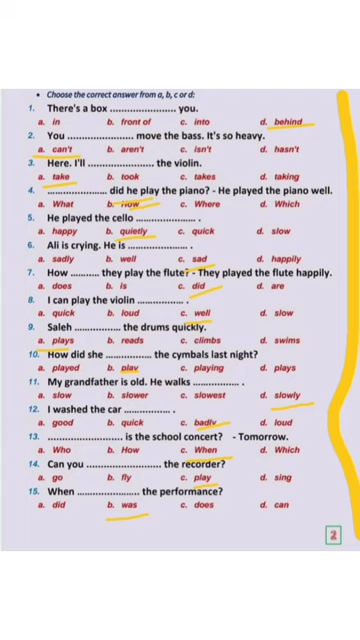 • Choose the correct answer from a, b, c or d:
1. There's a box ........................ you.
a. in b. front of c. into d. behind
2. You ........................ move the bass. It's so heavy.
a. can't b. aren't c. isn't d. hasn't
3. Here. I'll ........................ the violin.
a. take b. took c. takes d. taking
4. ........................ did he play the piano? - He played the piano well.
a. What b. How c. Where d. Which
5. He played the cello ........................ .
a. happy b. quietly c. quick d. slow
6. Ali is crying. He is ........................ .
a. sadly b. well c. sad d. happily
7. How .......... they play the flute? - They played the flute happily.
a. does b. is c. did d. are
8. I can play the violin ................ .
a. quick b. loud c. well d. slow
9. Saleh ................ the drums quickly.
a. plays b. reads c. climbs d. swims
10. How did she ................ the cymbals last night?
a. played b. play c. playing d. plays
11. My grandfather is old. He walks ................ .
a. slow b. slower c. slowest d. slowly
12. I washed the car ................ .
a. good b. quick c. badly d. loud
13. ........................ is the school concert? - Tomorrow.
a. Who b. How c. When d. Which
14. Can you ........................ the recorder?
a. go b. fly c. play d. sing
15. When ........................ the performance?
a. did b. was c. does d. can
2